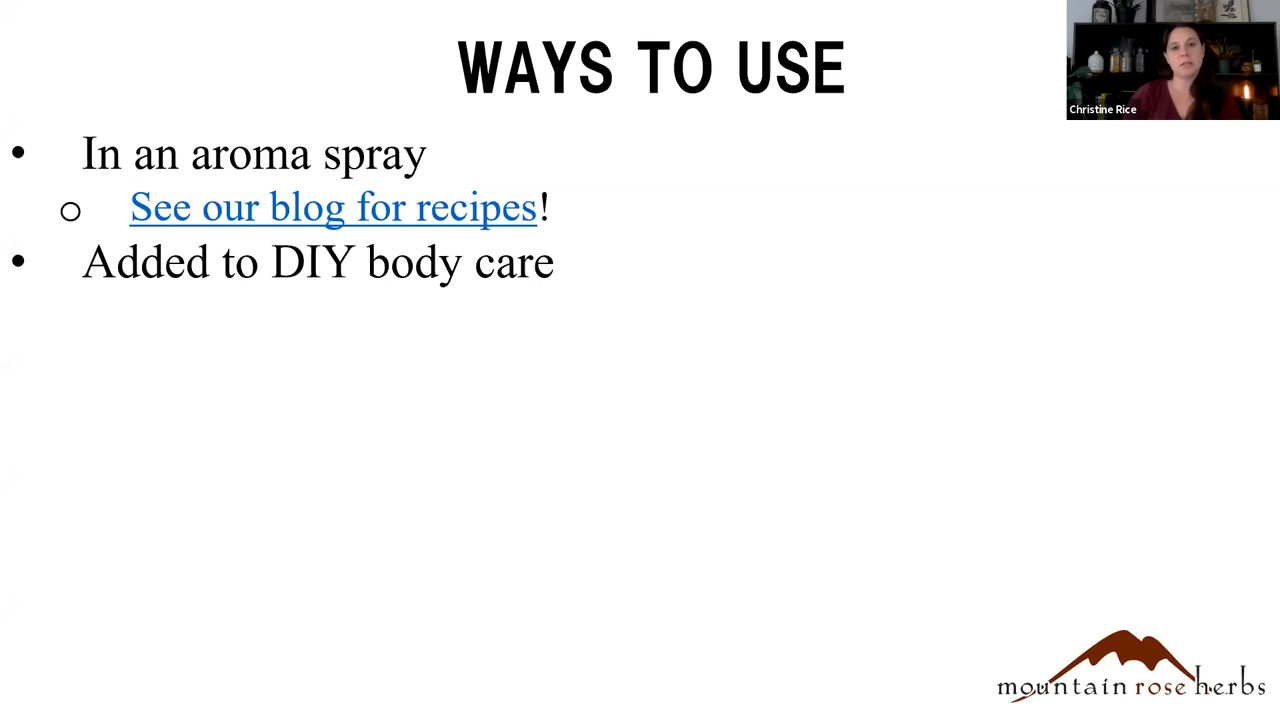 WAYS TO USE
Christine Rice
• In an aroma spray
o See our blog for recipes!
• Added to DIY body care
mountain rose herbs